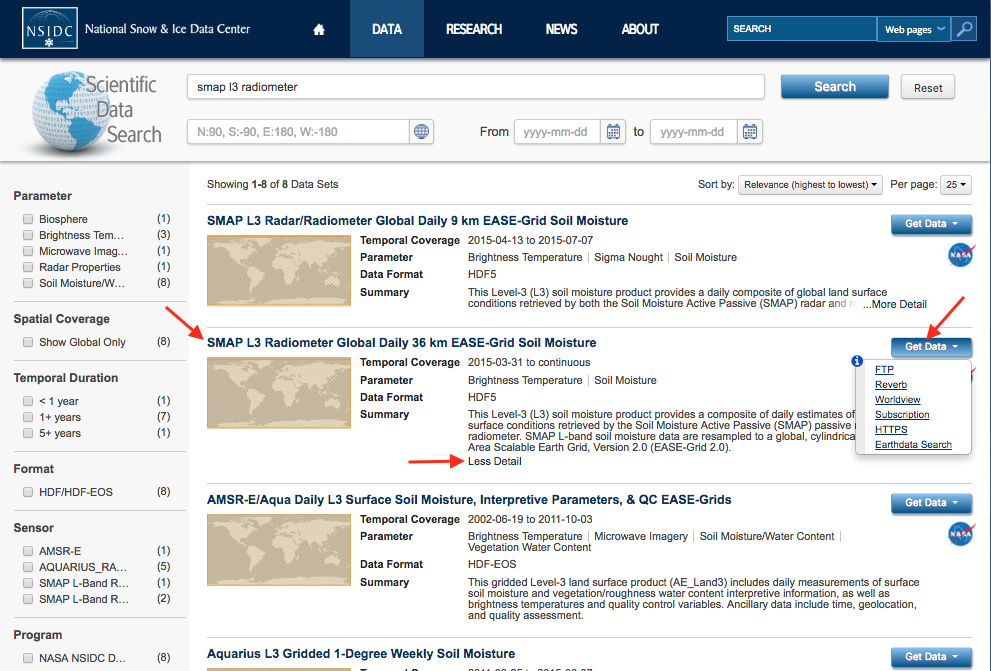 NSIDC
National Snow & Ice Data Center
DATA
RESEARCH
NEWS
ABOUT
SEARCH
Web pages
Scientific
Data
Search
smap l3 radiometer
Search
Reset
N:90, S:-90, E:180, W:-180
From
yyyy-mm-dd
to
yyyy-mm-dd
Parameter
Biosphere (1)
Brightness Tem... (3)
Microwave Imag... (1)
Radar Properties (1)
Soil Moisture/W... (8)
Spatial Coverage
Show Global Only (8)
Temporal Duration
< 1 year (1)
1+ years (7)
5+ years (2)
Format
HDF/HDF-EOS (8)
Sensor
AMSR-E (1)
AQUARIUS_RA... (5)
SMAP L-Band R... (1)
SMAP L-Band R... (2)
Program
NASA NSIDC D... (8)
Showing 1-8 of 8 Data Sets
Sort by: Relevance (highest to lowest)
Per page: 25
SMAP L3 Radar/Radiometer Global Daily 9 km EASE-Grid Soil Moisture
Get Data
NASA
Temporal Coverage 2015-04-13 to 2015-07-07
Parameter Brightness Temperature | Sigma Nought | Soil Moisture
Data Format HDF5
Summary This Level-3 (L3) soil moisture product provides a daily composite of global land surface
conditions retrieved by both the Soil Moisture Active Passive (SMAP) radar and r ...More Detail
SMAP L3 Radiometer Global Daily 36 km EASE-Grid Soil Moisture
Get Data
FTP
Reverb
Worldview
Subscription
HTTPS
Earthdata Search
Temporal Coverage 2015-03-31 to continuous
Parameter Brightness Temperature | Soil Moisture
Data Format HDF5
Summary This Level-3 (L3) soil moisture product provides a composite of daily estimates of
surface conditions retrieved by the Soil Moisture Active Passive (SMAP) passive
radiometer. SMAP L-band soil moisture data are resampled to a global, cylindrica
Area Scalable Earth Grid, Version 2.0 (EASE-Grid 2.0).
Less Detail
AMSR-E/Aqua Daily L3 Surface Soil Moisture, Interpretive Parameters, & QC EASE-Grids
Get Data
NASA
Temporal Coverage 2002-06-19 to 2011-10-03
Parameter Brightness Temperature | Microwave Imagery | Soil Moisture/Water Content |
Vegetation Water Content
Data Format HDF-EOS
Summary This gridded Level-3 land surface product (AE_Land3) includes daily measurements of surface
soil moisture and vegetation/roughness water content interpretive information, as well as
brightness temperatures and quality control variables. Ancillary data include time, geolocation,
and quality assessment.
Aquarius L3 Gridded 1-Degree Weekly Soil Moisture
Get Data